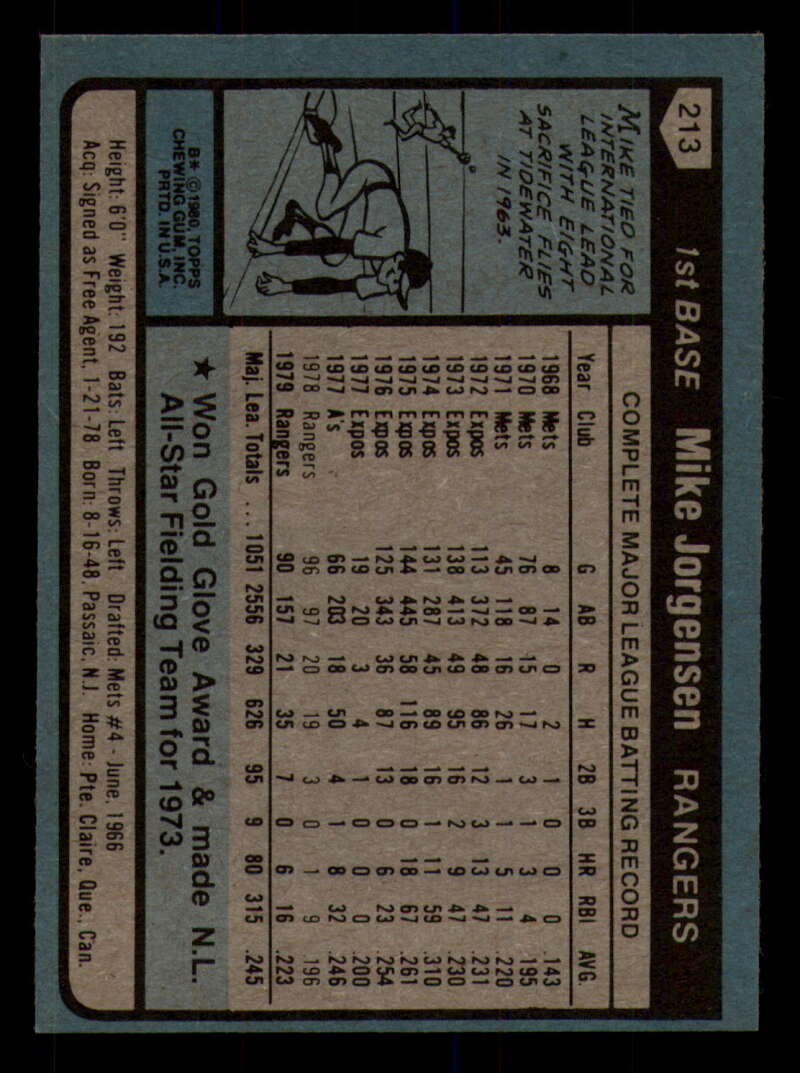 213
1st BASE Mike Jorgensen RANGERS
MIKE TIED FOR
INTERNATIONAL
LEAGUE LEAD
WITH EIGHT
SACRIFICE FLIES
AT TIDEWATER
IN
B* © 1980, TOPPS
CHEWING GUM, INC.
PRTD. IN U.S.A.
COMPLETE MAJOR LEAGUE BATTING RECORD
Year Club G AB R H 2B 3B HR RBI AVG.
1968 Mets 8 14 0 2 1 0 0 0 .143
1970 Mets 76 87 15 17 3 1 3 4 .195
1971 Mets 45 118 16 26 1 1 5 11 .220
1972 Expos 113 372 48 86 12 3 13 47 .231
1973 Expos 138 413 49 95 16 2 9 47 .230
1974 Expos 131 287 45 89 16 1 11 59 .310
1975 Expos 144 445 58 116 18 0 18 67 .261
1976 Expos 125 343 36 87 13 0 6 23 .254
1977 Expos 19 20 3 4 1 0 0 0 .200
1977 A's 66 203 18 50 4 1 8 32 .246
1978 Rangers 96 97 20 19 3 0 1 9 .196
1979 Rangers 90 157 21 35 7 0 6 16 .223
Maj. Lea. Totals ... 1051 2556 329 626 95 9 80 315 .245
★ Won Gold Glove Award & made N.L.
All-Star Fielding Team for 1973.
Height: 6'0" Weight: 192 Bats: Left Throws: Left Drafted: Mets #4 - June, 1966
Acq: Signed as Free Agent, 1-21-78 Born: 8-16-48, Passaic, N.J. Home: Pte. Claire, Que., Can.